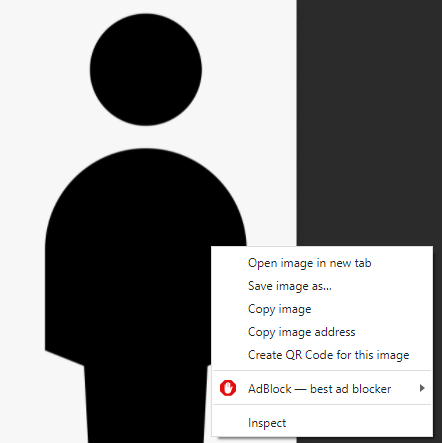 Open image in new tab
Save image as...
Copy image
Copy image address
Create QR Code for this image
AdBlock — best ad blocker
Inspect